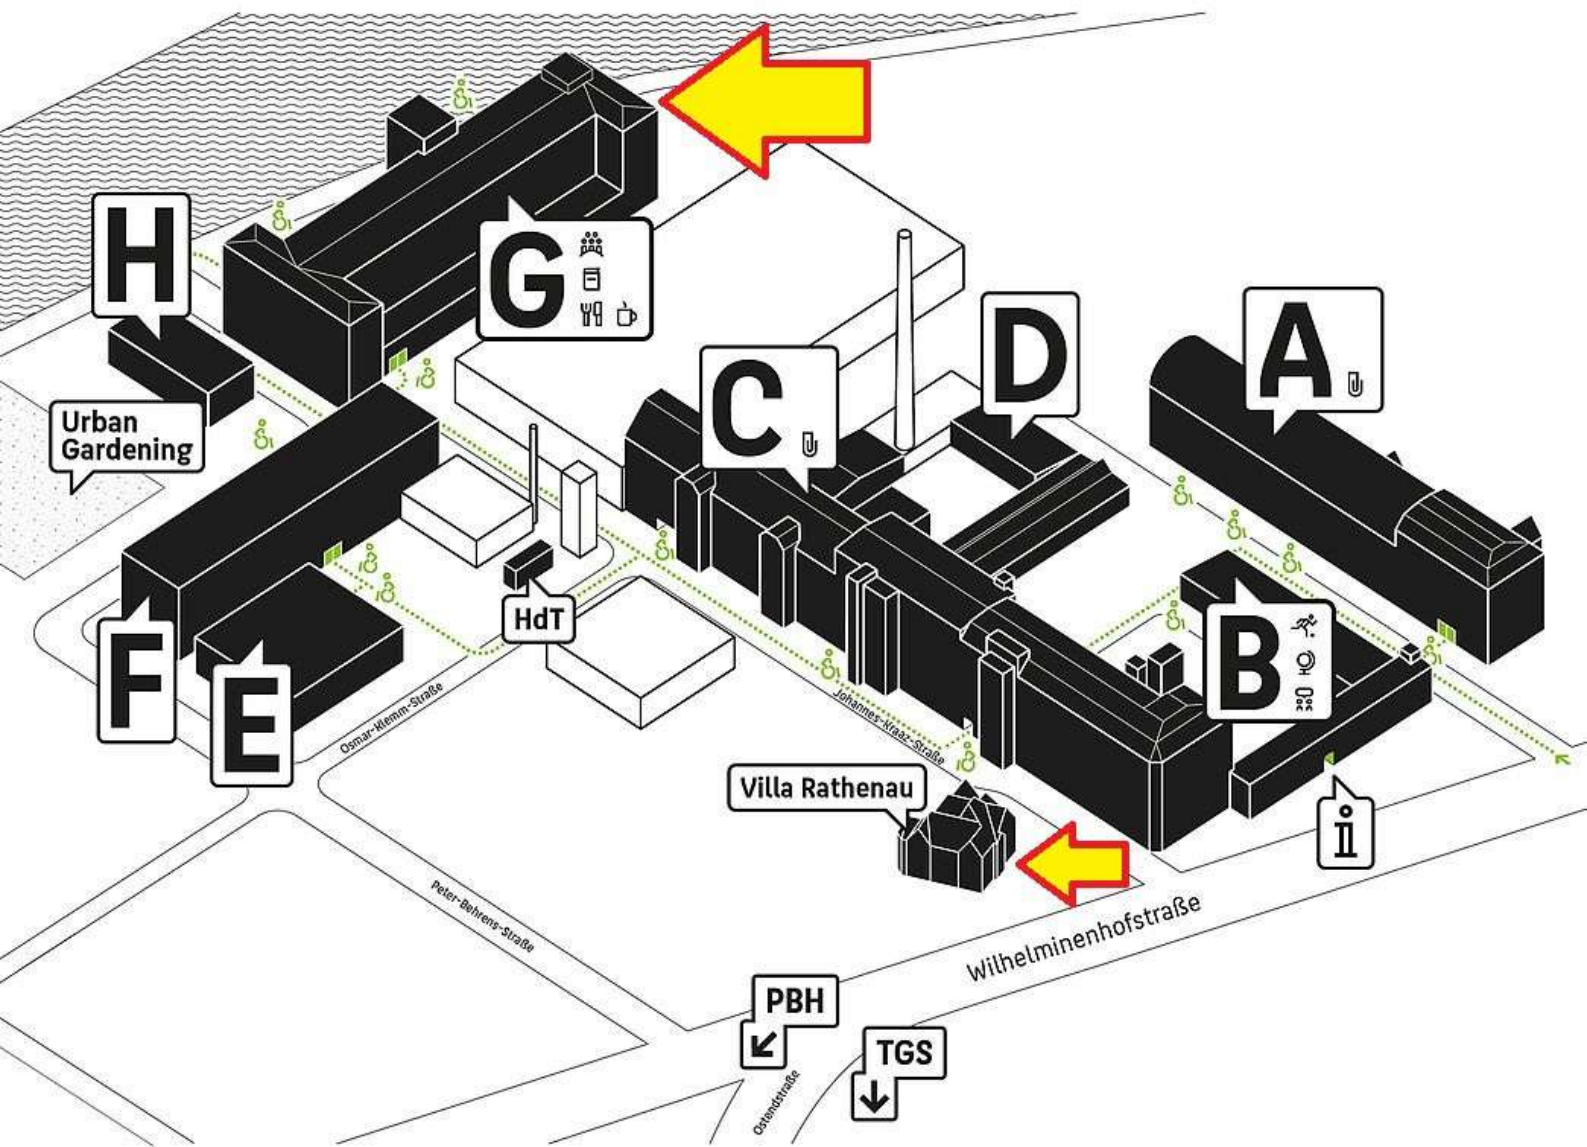 H
G
D
A
C
Urban
Gardening
HdT
B
F
E
Osmar-Klemm-Straße
Johannes-Kraaz-Straße
Villa Rathenau
i
Peter-Behrens-Straße
Wilhelminenhofstraße
PBH
TGS
Ostendstraße